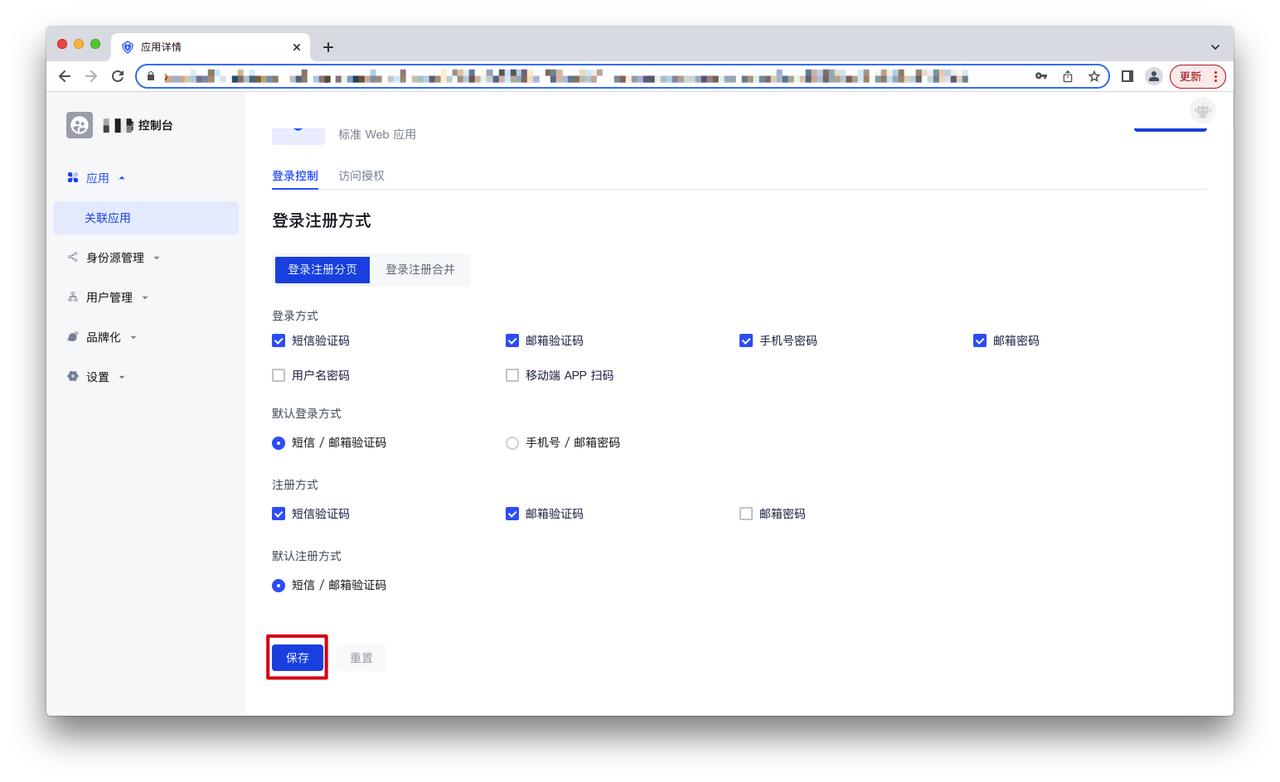 应用详情
更新
控制台
标准 Web 应用
应用
登录控制 访问授权
关联应用
登录注册方式
身份源管理
登录注册分页 登录注册合并
用户管理
登录方式
品牌化
短信验证码 邮箱验证码 手机号密码 邮箱密码
设置
用户名密码 移动端 APP 扫码
默认登录方式
短信 / 邮箱验证码 手机号 / 邮箱密码
注册方式
短信验证码 邮箱验证码 邮箱密码
默认注册方式
短信 / 邮箱验证码
保存 重置